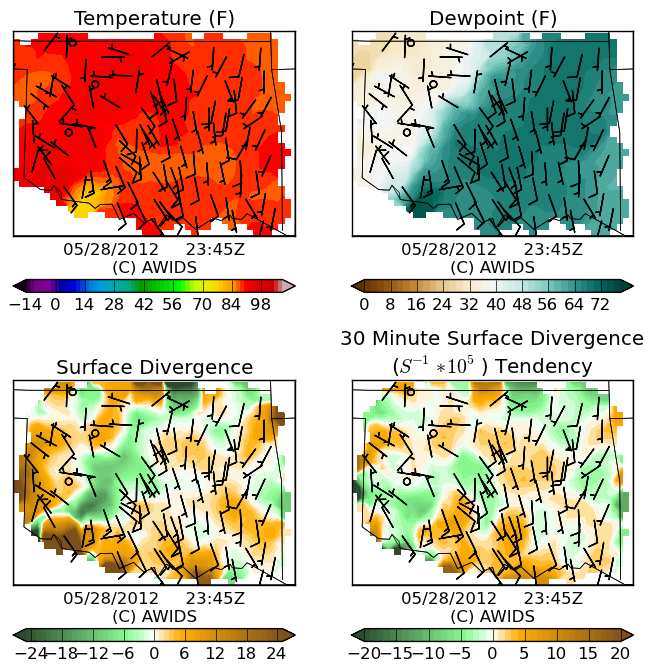 Temperature (F)
Dewpoint (F)
05/28/2012 23:45Z
(C) AWIDS
05/28/2012 23:45Z
(C) AWIDS
−14 0 14 28 42 56 70 84 98
0 8 16 24 32 40 48 56 64 72
Surface Divergence
30 Minute Surface Divergence
(S⁻¹ *10⁵ ) Tendency
05/28/2012 23:45Z
(C) AWIDS
05/28/2012 23:45Z
(C) AWIDS
−24 −18 −12 −6 0 6 12 18 24
−20 −15 −10 −5 0 5 10 15 20